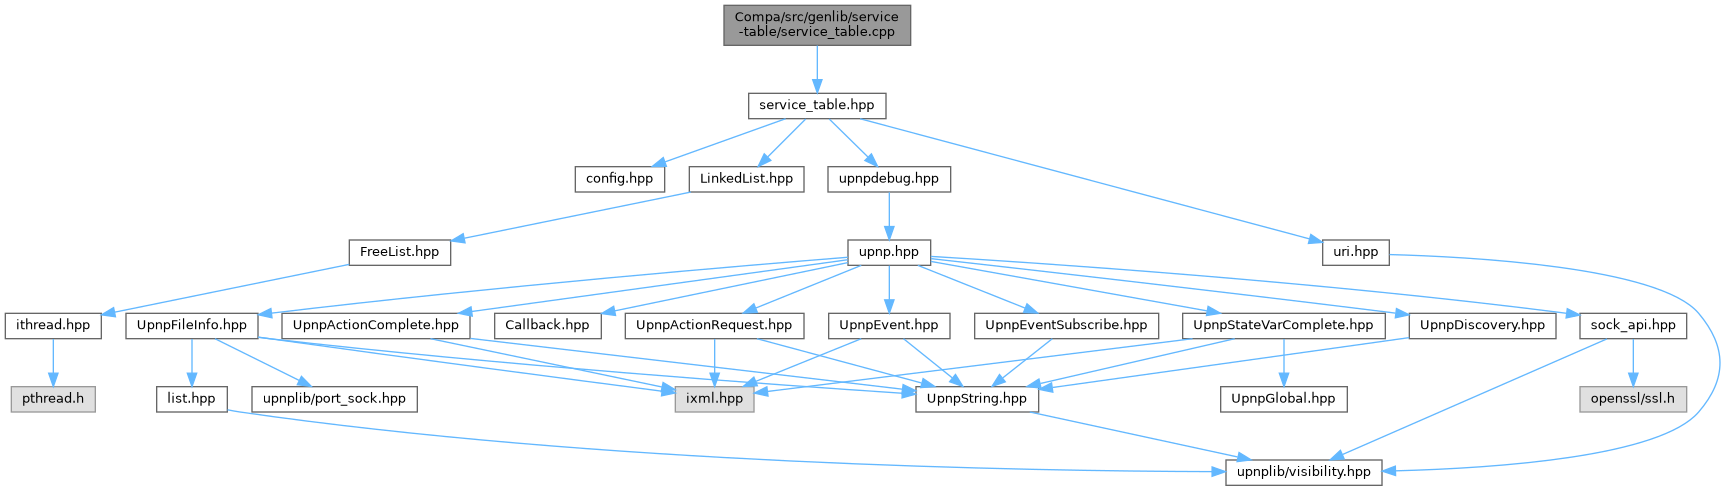 Compa/src/genlib/service
-table/service_table.cpp
service_table.hpp
config.hpp
LinkedList.hpp
upnpdebug.hpp
FreeList.hpp
upnp.hpp
uri.hpp
ithread.hpp
UpnpFileInfo.hpp
UpnpActionComplete.hpp
Callback.hpp
UpnpActionRequest.hpp
UpnpEvent.hpp
UpnpEventSubscribe.hpp
UpnpStateVarComplete.hpp
UpnpDiscovery.hpp
sock_api.hpp
pthread.h
list.hpp
upnplib/port_sock.hpp
ixml.hpp
UpnpString.hpp
UpnpGlobal.hpp
openssl/ssl.h
upnplib/visibility.hpp